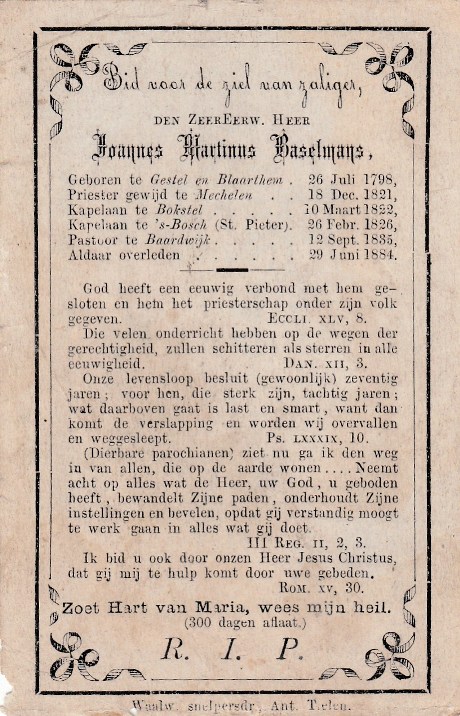 Bid voor de ziel van zaliger,
DEN ZEEREERW. HEER
Joannes Martinus Baselmans,
Geboren te Gestel en Blaarthem . 26 Juli 1798,
Priester gewijd te Mechelen . . 18 Dec. 1821,
Kapelaan te Bokstel . . . . . 10 Maart 1822,
Kapelaan te 's-Bosch (St. Pieter). 26 Febr. 1826,
Pastoor te Baardwijk . . . . . 12 Sept. 1835,
Aldaar overleden . . . . . . 29 Juni 1884.
God heeft een eeuwig verbond met hem ge-
sloten en hem het priesterschap onder zijn volk
gegeven. ECCLI. XLV, 8.
Die velen onderricht hebben op de wegen der
gerechtigheid, zullen schitteren als sterren in alle
eeuwigheid. DAN. XII, 3.
Onze levensloop besluit (gewoonlijk) zeventig
jaren; voor hen, die sterk zijn, tachtig jaren;
wat daarboven gaat is last en smart, want dan
komt de verslapping en worden wij overvallen
en weggesleept. Ps. LXXXIX, 10.
(Dierbare parochianen) ziet nu ga ik den weg
in van allen, die op de aarde wonen .... Neemt
acht op alles wat de Heer, uw God, u geboden
heeft, bewandelt Zijne paden, onderhoudt Zijne
instellingen en bevelen, opdat gij verstandig moogt
te werk gaan in alles wat gij doet.
III REG. II, 2, 3.
Ik bid u ook door onzen Heer Jesus Christus,
dat gij mij te hulp komt door uwe gebeden.
ROM. XV, 30.
Zoet Hart van Maria, wees mijn heil.
(300 dagen aflaat.)
R. I. P.
Waalw. snelpersdr., Ant. Tielen.